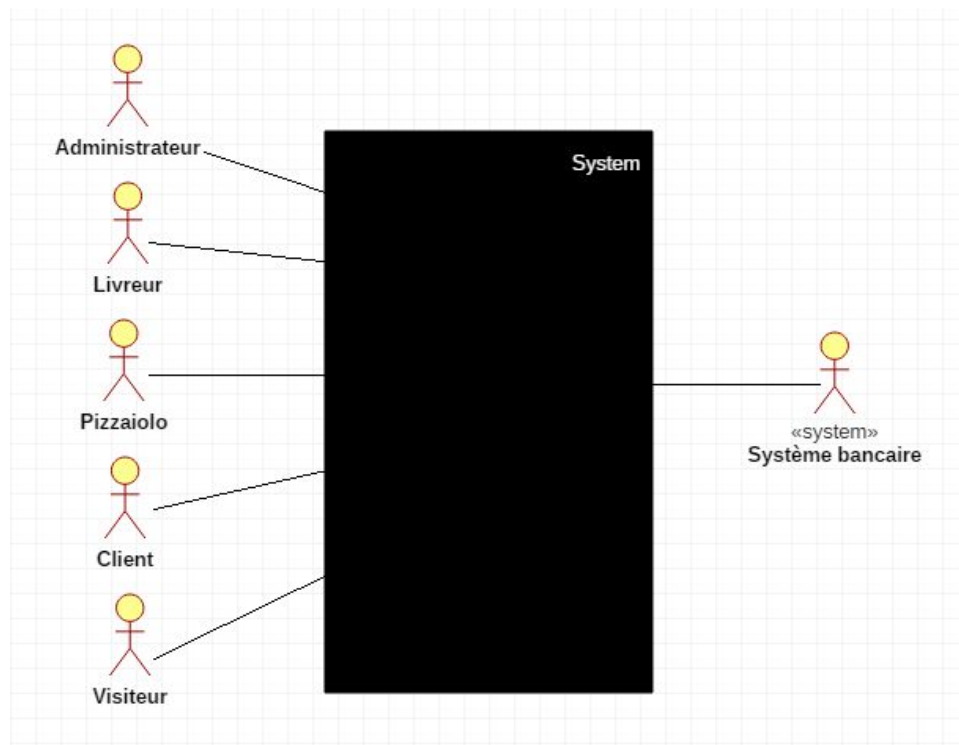 System
Administrateur
Livreur
Pizzaiolo
«system»
Système bancaire
Client
Visiteur